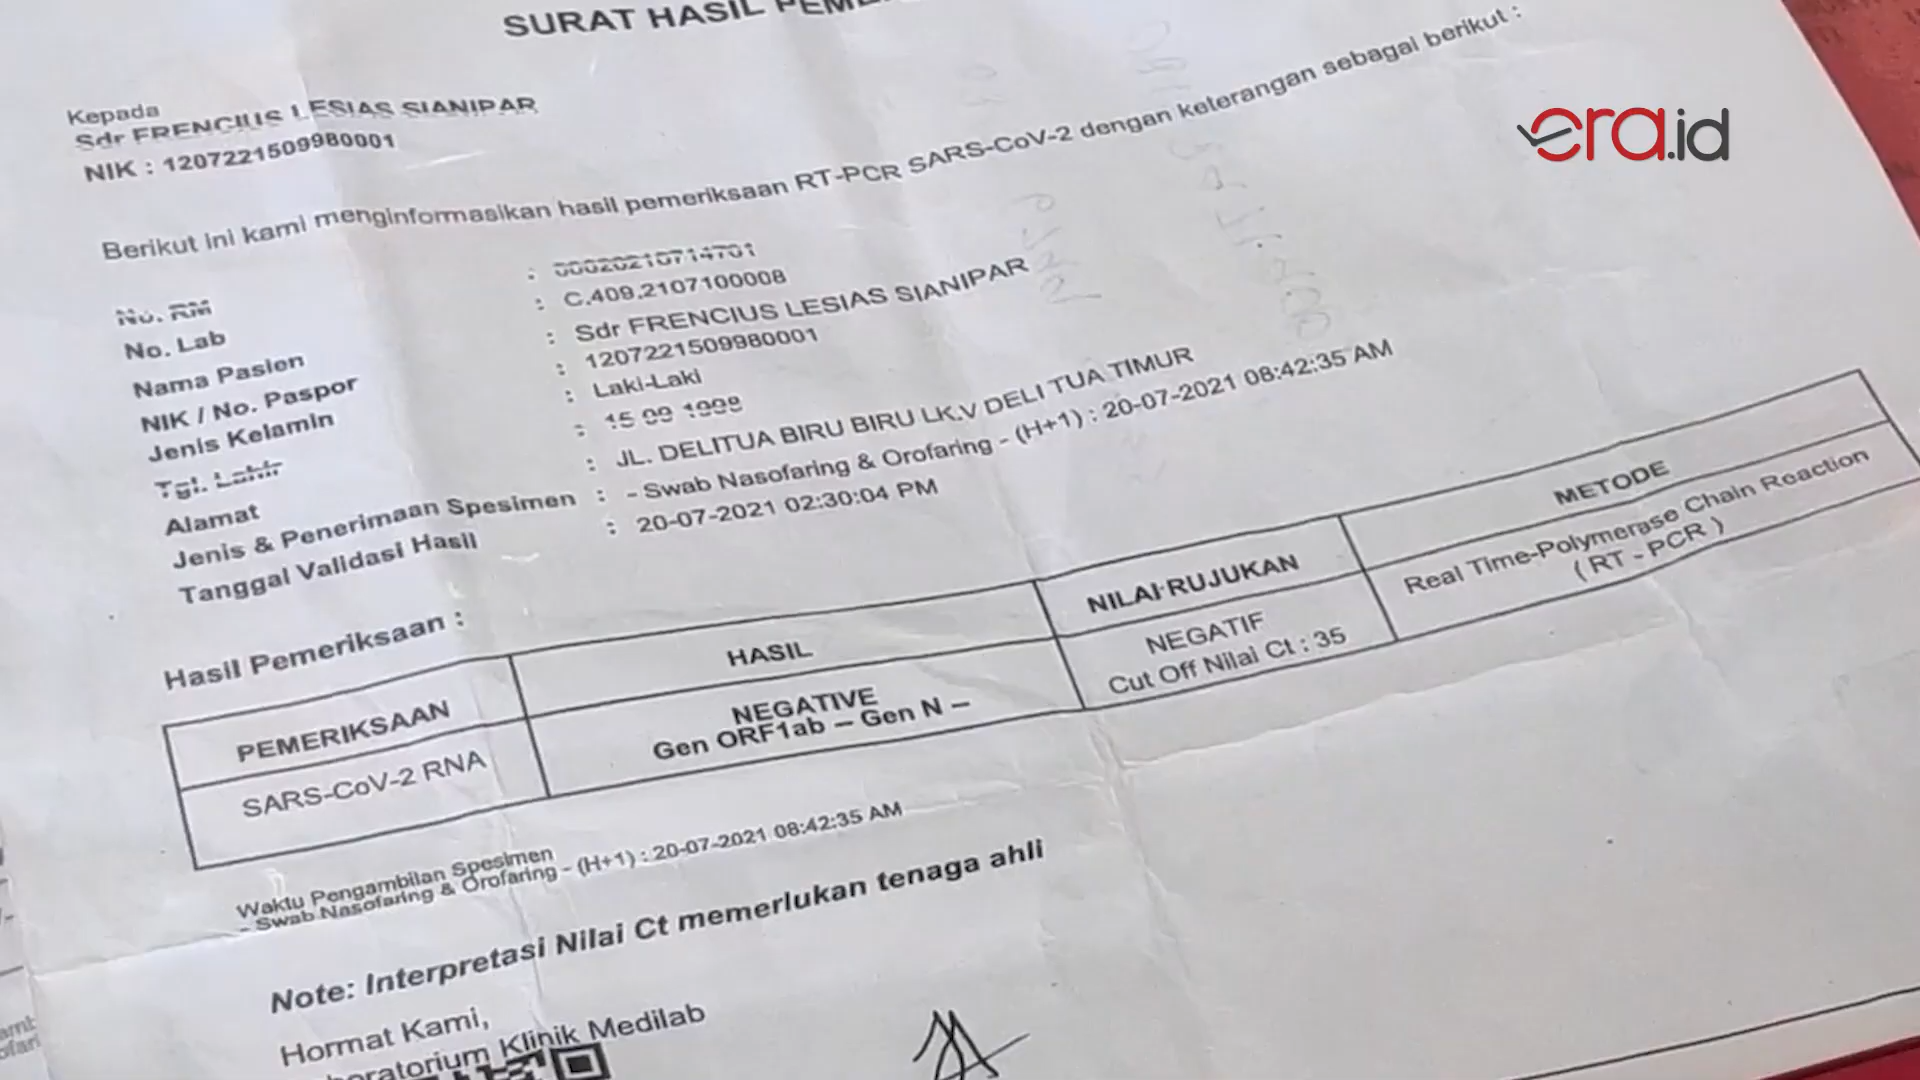 SURAT HASIL
era.id
Kepada
Sdr FRENCIUS LESIAS SIANIPAR
NIK : 1207221509980001
Berikut ini kami menginformasikan hasil pemeriksaan RT-PCR SARS-CoV-2 dengan keterangan sebagai berikut :
No. RM : 00020210714701
No. Lab : C.409.2107100008
Nama Pasien : Sdr FRENCIUS LESIAS SIANIPAR
NIK / No. Paspor : 1207221509980001
Jenis Kelamin : Laki-Laki
Tgl. Lahir : 15 09 1998
Alamat : JL. DELITUA BIRU BIRU LK.V DELI TUA TIMUR
Jenis & Penerimaan Spesimen : - Swab Nasofaring & Orofaring - (H+1) : 20-07-2021 08:42:35 AM
Tanggal Validasi Hasil : 20-07-2021 02:30:04 PM
Hasil Pemeriksaan :
PEMERIKSAAN HASIL NILAI RUJUKAN METODE
SARS-CoV-2 RNA
NEGATIVE
Gen ORF1ab – Gen N –
NEGATIF
Cut Off Nilai Ct : 35
Real Time-Polymerase Chain Reaction
( RT - PCR )
Waktu Pengambilan Spesimen
- Swab Nasofaring & Orofaring - (H+1) : 20-07-2021 08:42:35 AM
Note: Interpretasi Nilai Ct memerlukan tenaga ahli
Hormat Kami,
Klinik Medilab